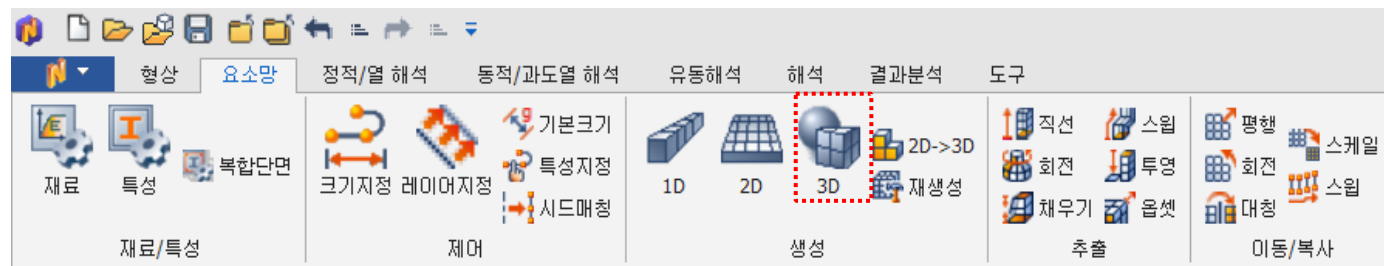 형상 요소망 정적/열 해석 동적/과도열 해석 유동해석 해석 결과분석 도구
재료 특성 복합단면
재료/특성
크기지정 레이어지정 기본크기
특성지정
시드매칭
제어
1D 2D 3D 2D->3D
재생성
생성
직선 스윕
회전 투영
채우기 옵셋
추출
평행 스케일
회전 스윕
대칭
이동/복사